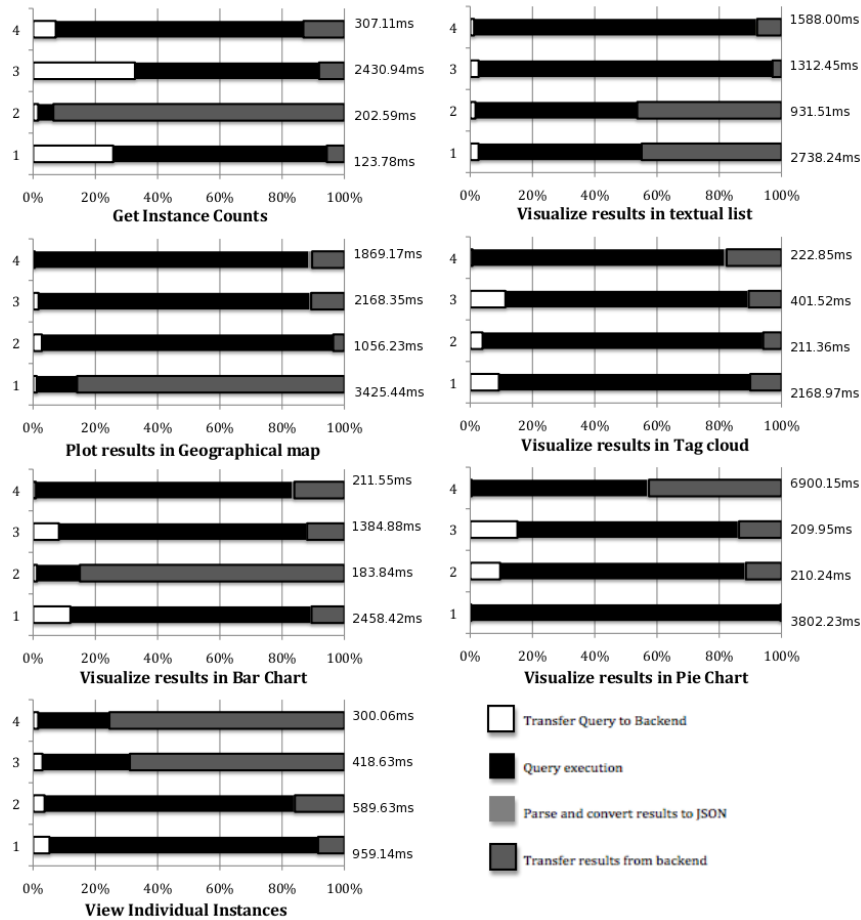 4 307.11ms
3 2430.94ms
2 202.59ms
1 123.78ms
0% 20% 40% 60% 80% 100%
Get Instance Counts
4 1588.00ms
3 1312.45ms
2 931.51ms
1 2738.24ms
0% 20% 40% 60% 80% 100%
Visualize results in textual list
4 1869.17ms
3 2168.35ms
2 1056.23ms
1 3425.44ms
0% 20% 40% 60% 80% 100%
Plot results in Geographical map
4 222.85ms
3 401.52ms
2 211.36ms
1 2168.97ms
0% 20% 40% 60% 80% 100%
Visualize results in Tag cloud
4 211.55ms
3 1384.88ms
2 183.84ms
1 2458.42ms
0% 20% 40% 60% 80% 100%
Visualize results in Bar Chart
4 6900.15ms
3 209.95ms
2 210.24ms
1 3802.23ms
0% 20% 40% 60% 80% 100%
Visualize results in Pie Chart
4 300.06ms
3 418.63ms
2 589.63ms
1 959.14ms
0% 20% 40% 60% 80% 100%
View Individual Instances
Transfer Query to Backend
Query execution
Parse and convert results to JSON
Transfer results from backend